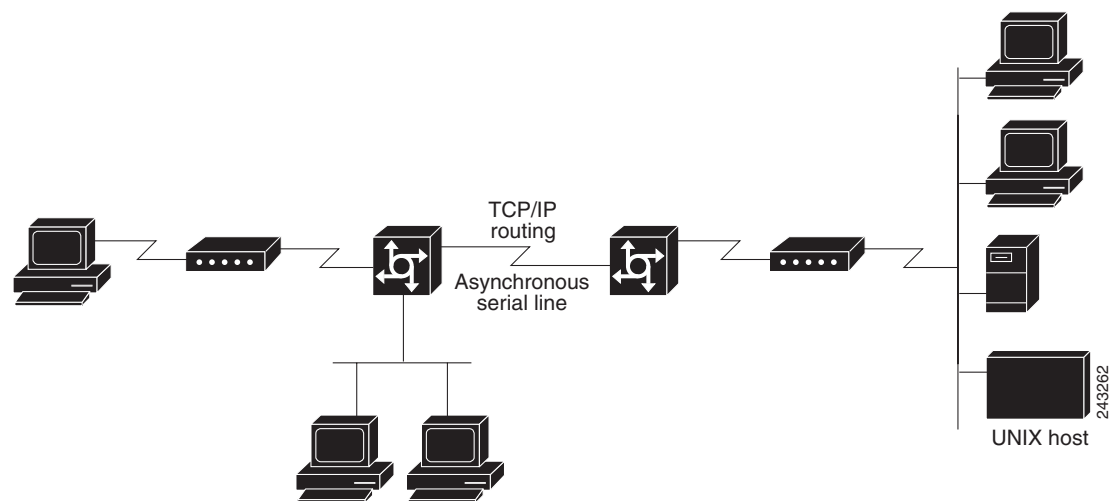 TCP/IP
routing
Asynchronous
serial line
UNIX host
243262